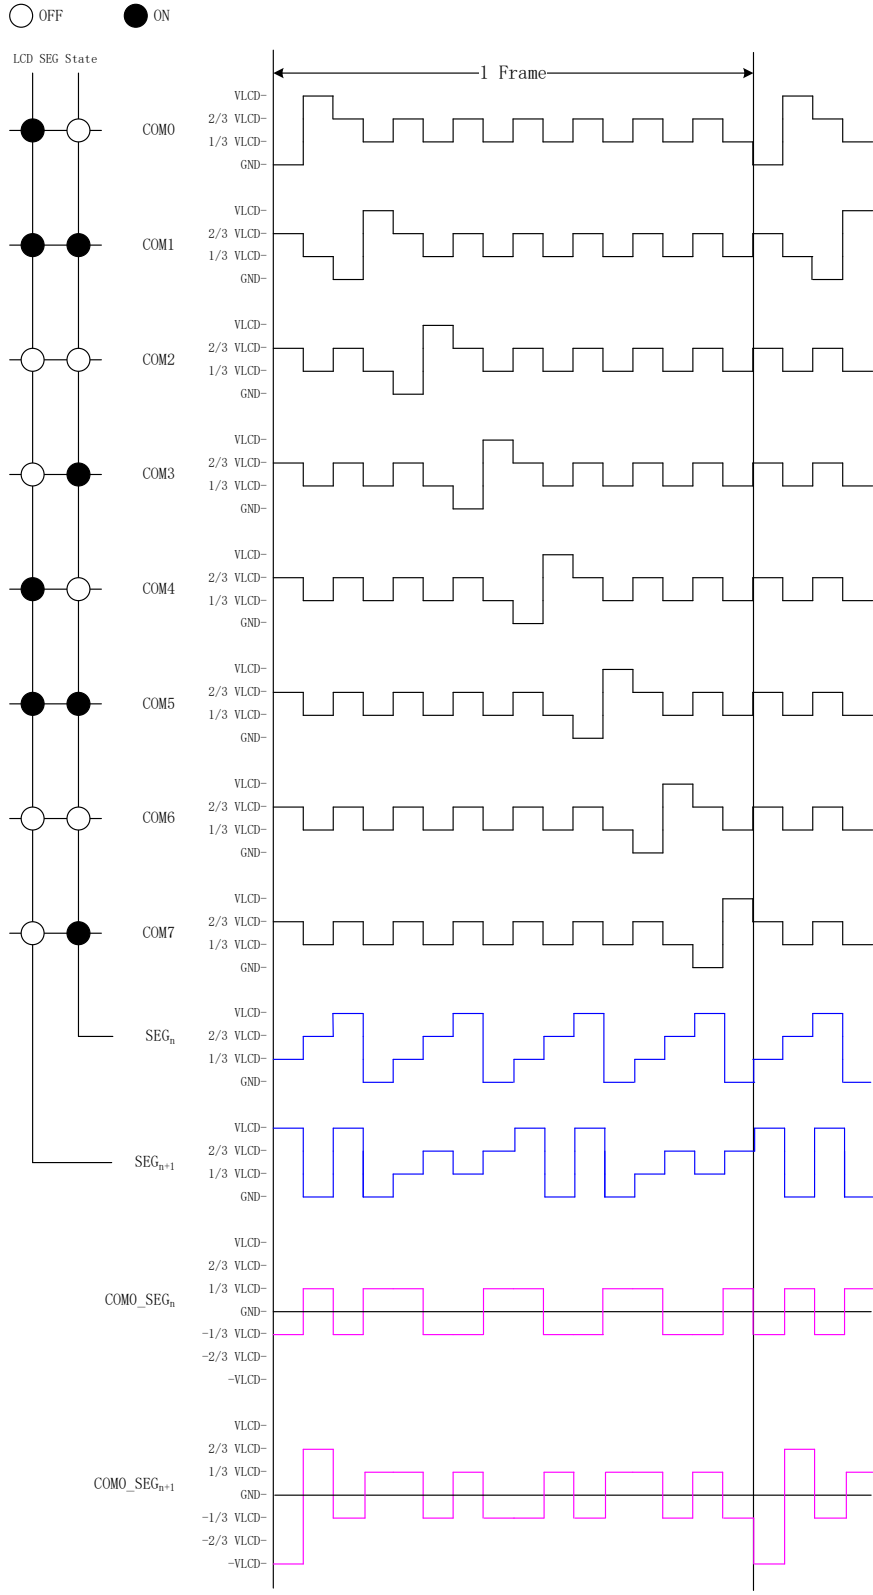 OFF ON
LCD SEG State
1 Frame
VLCD-
2/3 VLCD-
COM0
1/3 VLCD-
GND-
VLCD-
2/3 VLCD-
COM1
1/3 VLCD-
GND-
VLCD-
2/3 VLCD-
COM2
1/3 VLCD-
GND-
VLCD-
2/3 VLCD-
COM3
1/3 VLCD-
GND-
VLCD-
2/3 VLCD-
COM4
1/3 VLCD-
GND-
VLCD-
2/3 VLCD-
COM5
1/3 VLCD-
GND-
VLCD-
2/3 VLCD-
COM6
1/3 VLCD-
GND-
VLCD-
2/3 VLCD-
COM7
1/3 VLCD-
GND-
VLCD-
SEGn 2/3 VLCD-
1/3 VLCD-
GND-
VLCD-
2/3 VLCD-
SEGn+1
1/3 VLCD-
GND-
VLCD-
2/3 VLCD-
1/3 VLCD-
COM0_SEGn
GND-
-1/3 VLCD-
-2/3 VLCD-
-VLCD-
VLCD-
2/3 VLCD-
1/3 VLCD-
COM0_SEGn+1
GND-
-1/3 VLCD-
-2/3 VLCD-
-VLCD-